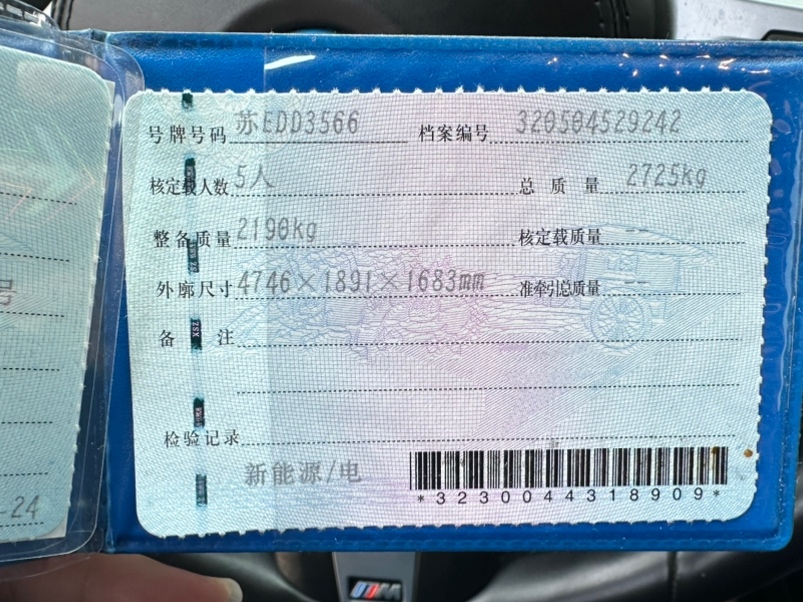 号牌号码 苏EDD3566 档案编号 320504529242
核定载人数 5人 总质量 2725kg
整备质量 2190kg 核定载质量 --
外廓尺寸 4746×1891×1683mm 准牵引总质量 --
备注
检验记录
新能源/电
*3230044318909*
号
-24
M